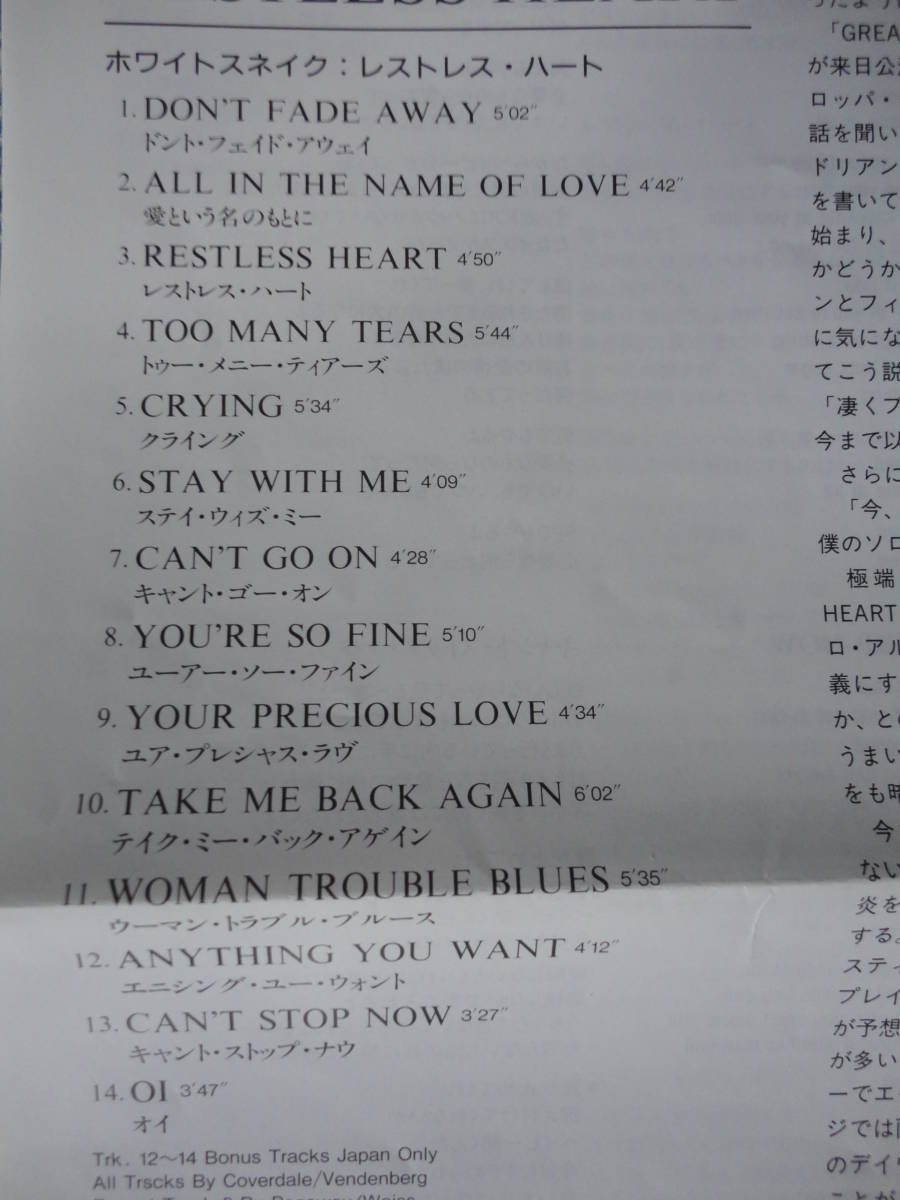 ホワイトスネイク：レストレス・ハート
1. DON'T FADE AWAY 5'02"
ドント・フェイド・アウェイ
2. ALL IN THE NAME OF LOVE 4'42"
愛という名のもとに
3. RESTLESS HEART 4'50"
レストレス・ハート
4. TOO MANY TEARS 5'44"
トゥー・メニー・ティアーズ
5. CRYING 5'34"
クライング
6. STAY WITH ME 4'09"
ステイ・ウィズ・ミー
7. CAN'T GO ON 4'28"
キャント・ゴー・オン
8. YOU'RE SO FINE 5'10"
ユーアー・ソー・ファイン
9. YOUR PRECIOUS LOVE 4'34"
ユア・プレシャス・ラヴ
10. TAKE ME BACK AGAIN 6'02"
テイク・ミー・バック・アゲイン
11. WOMAN TROUBLE BLUES 5'35"
ウーマン・トラブル・ブルース
12. ANYTHING YOU WANT 4'12"
エニシング・ユー・ウォント
13. CAN'T STOP NOW 3'27"
キャント・ストップ・ナウ
14. OI 3'47"
オイ
Trk. 12〜14 Bonus Tracks Japan Only
All Trscks By Coverdale/Vendenberg
「GREA
が来日公
ロッパ・
話を聞い
ドリアン
を書いて
始まり、
かどうか
ンとフィ
に気にな
てこう説
「凄くフ
今まで以
さらに
「今、
僕のソロ
極端
HEART
ロ・アル
義にす
か、との
うまい
をも暗
今
ない
炎を
する。
スティ
プレイ
が予想
が多い
ーでエ
ジでは
のデイ